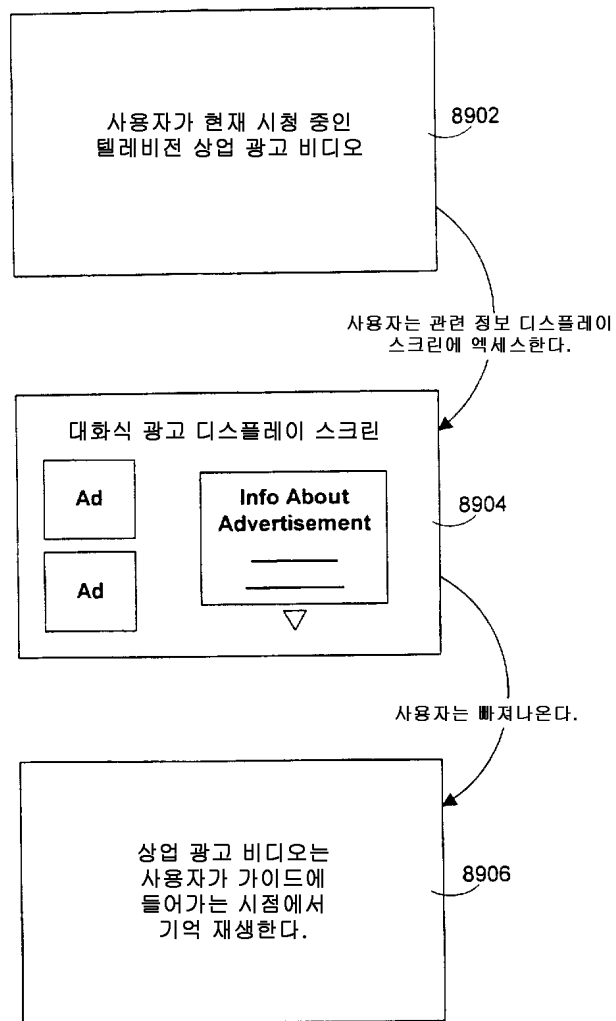 사용자가 현재 시청 중인
텔레비전 상업 광고 비디오
8902
사용자는 관련 정보 디스플레이
스크린에 엑세스한다.
대화식 광고 디스플레이 스크린
Ad
Info About
Advertisement
8904
Ad
사용자는 빠져나온다.
상업 광고 비디오는
사용자가 가이드에
들어가는 시점에서
기억 재생한다.
8906